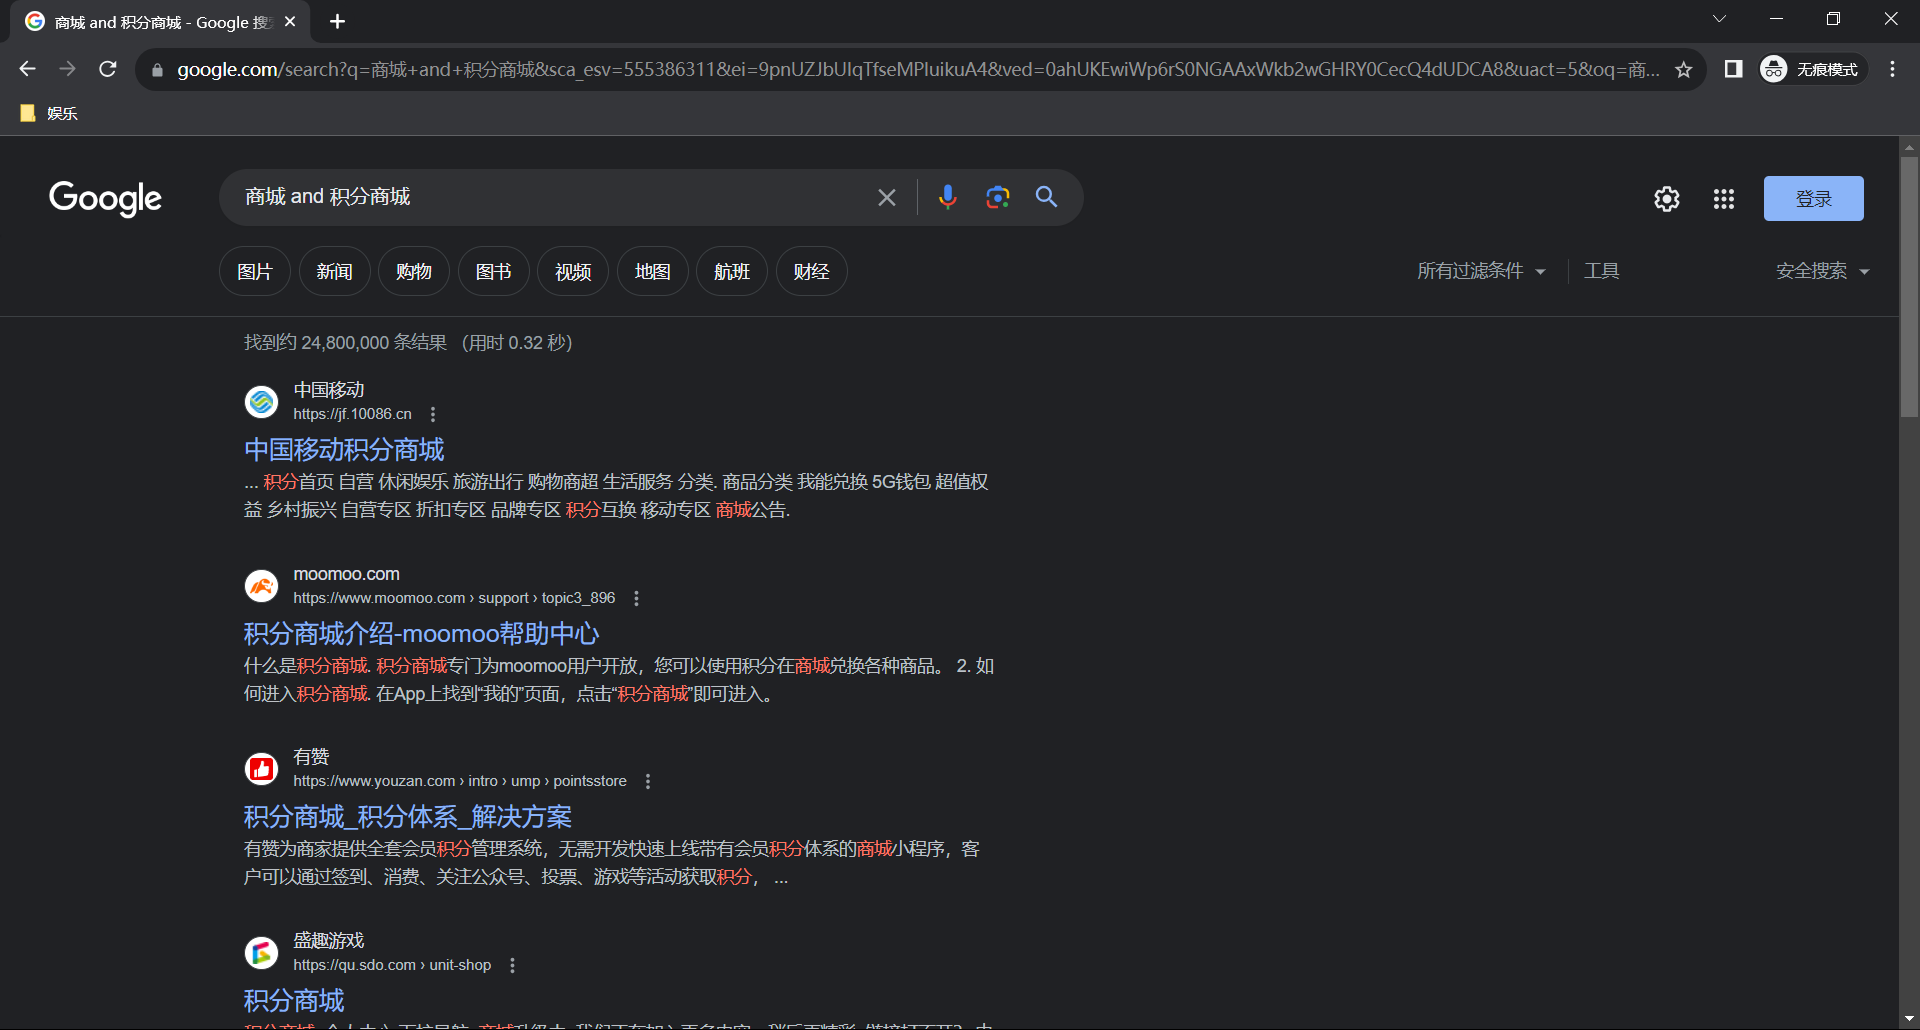 商城 and 积分商城 - Google 搜
google.com/search?q=商城+and+积分商城&sca_esv=555386311&ei=9pnUZJbUIqTfseMPIuikuA4&ved=0ahUKEwiWp6rS0NGAAxWkb2wGHRY0CecQ4dUDCA8&uact=5&oq=商...
无痕模式
娱乐
Google
商城 and 积分商城
登录
图片 新闻 购物 图书 视频 地图 航班 财经
所有过滤条件 工具 安全搜索
找到约 24,800,000 条结果 （用时 0.32 秒）
中国移动
https://jf.10086.cn
中国移动积分商城
... 积分首页 自营 休闲娱乐 旅游出行 购物商超 生活服务 分类. 商品分类 我能兑换 5G钱包 超值权
益 乡村振兴 自营专区 折扣专区 品牌专区 积分互换 移动专区 商城公告.
moomoo.com
https://www.moomoo.com › support › topic3_896
积分商城介绍-moomoo帮助中心
什么是积分商城. 积分商城专门为moomoo用户开放，您可以使用积分在商城兑换各种商品。 2. 如
何进入积分商城. 在App上找到“我的”页面，点击“积分商城”即可进入。
有赞
https://www.youzan.com › intro › ump › pointsstore
积分商城_积分体系_解决方案
有赞为商家提供全套会员积分管理系统，无需开发快速上线带有会员积分体系的商城小程序，客
户可以通过签到、消费、关注公众号、投票、游戏等活动获取积分， ...
盛趣游戏
https://qu.sdo.com › unit-shop
积分商城